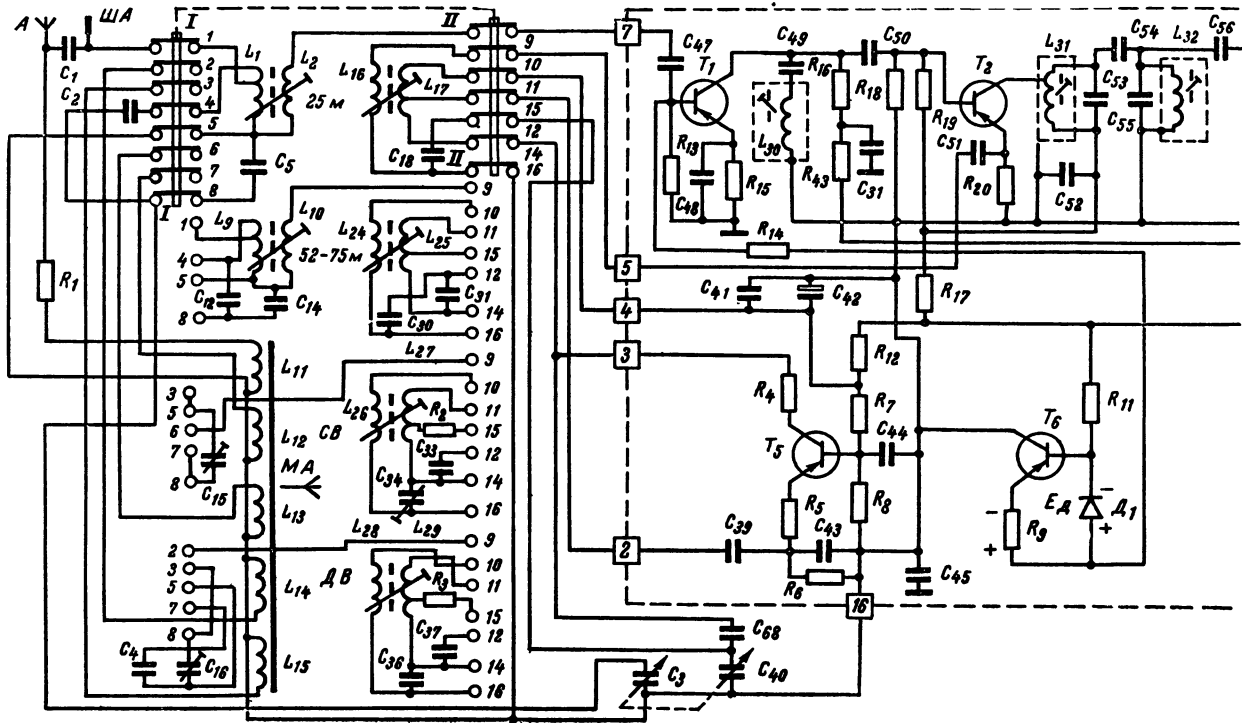 А
ША
I
C1
C2
1
2
3
4
5
6
7
8
I
L1
L2
25 м
C5
L16
L17
C18
II
9
10
11
15
12
14
16
II
L9
L10
52-75 м
1
4
5
8
C12
C14
L24
L25
C31
C30
9
10
11
15
12
14
16
R1
L11
L12
МА
L13
L14
L15
3
5
6
7
8
C15
L27
L26
СВ
R2
C33
C34
9
10
11
15
12
14
16
L28
L29
ДВ
R3
C37
C36
2
3
5
7
8
C4
C16
9
10
11
15
12
14
16
C3
C40
C68
7
5
4
3
2
16
C47
T1
R13
C48
R15
R14
C49
L30
R16
R18
R43
C31
C50
R19
C51
T2
R20
L31
C52
C53
C54
C55
L32
C56
C41
C42
R17
R12
R4
R7
T5
C44
R5
R8
C39
C43
R6
C45
T6
R11
R9
Eд
Д1
−
+
−
+